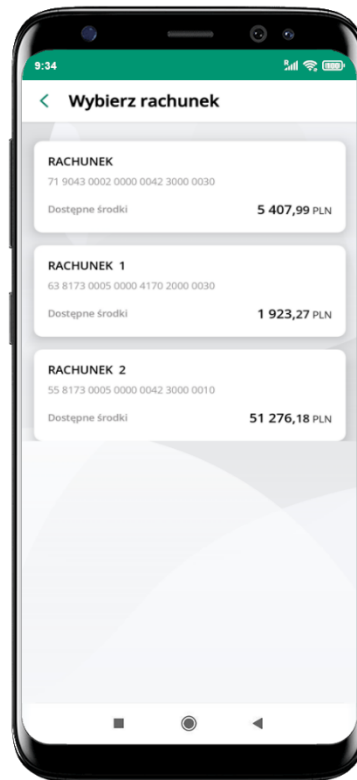 9:34
Wybierz rachunek
RACHUNEK
71 9043 0002 0000 0042 3000 0030
Dostępne środki 5 407,99 PLN
RACHUNEK 1
63 8173 0005 0000 4170 2000 0030
Dostępne środki 1 923,27 PLN
RACHUNEK 2
55 8173 0005 0000 0042 3000 0010
Dostępne środki 51 276,18 PLN